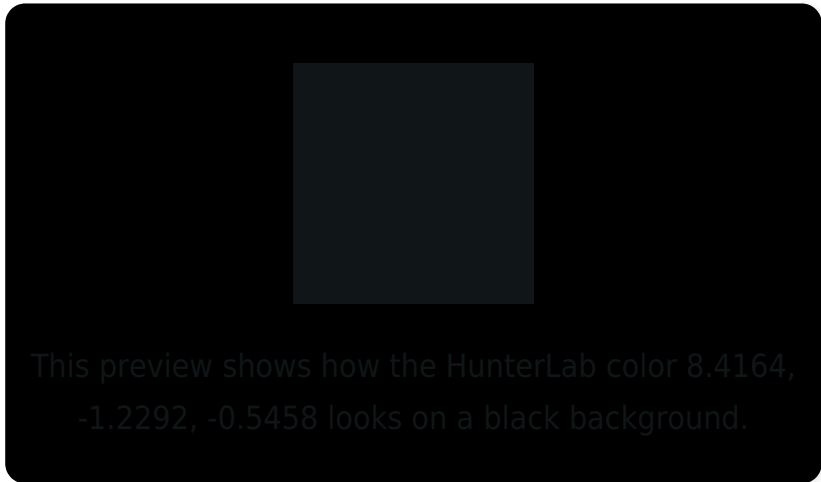 This preview shows how the HunterLab color 8.4164,
-1.2292, -0.5458 looks on a black background.